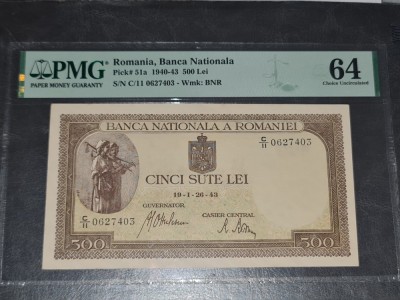 PMG
PAPER MONEY GUARANTY
Romania, Banca Nationala
Pick# 51a 1940-43 500 Lei
S/N C/11 0627403 - Wmk: BNR
64
Choice Uncirculated
BANCA NATIONALA A ROMANIEI
C/11 0627403
CINCI SUTE LEI
19-I-26-43
GUVERNATOR,
CASIER CENTRAL,
C/11 0627403
500
500